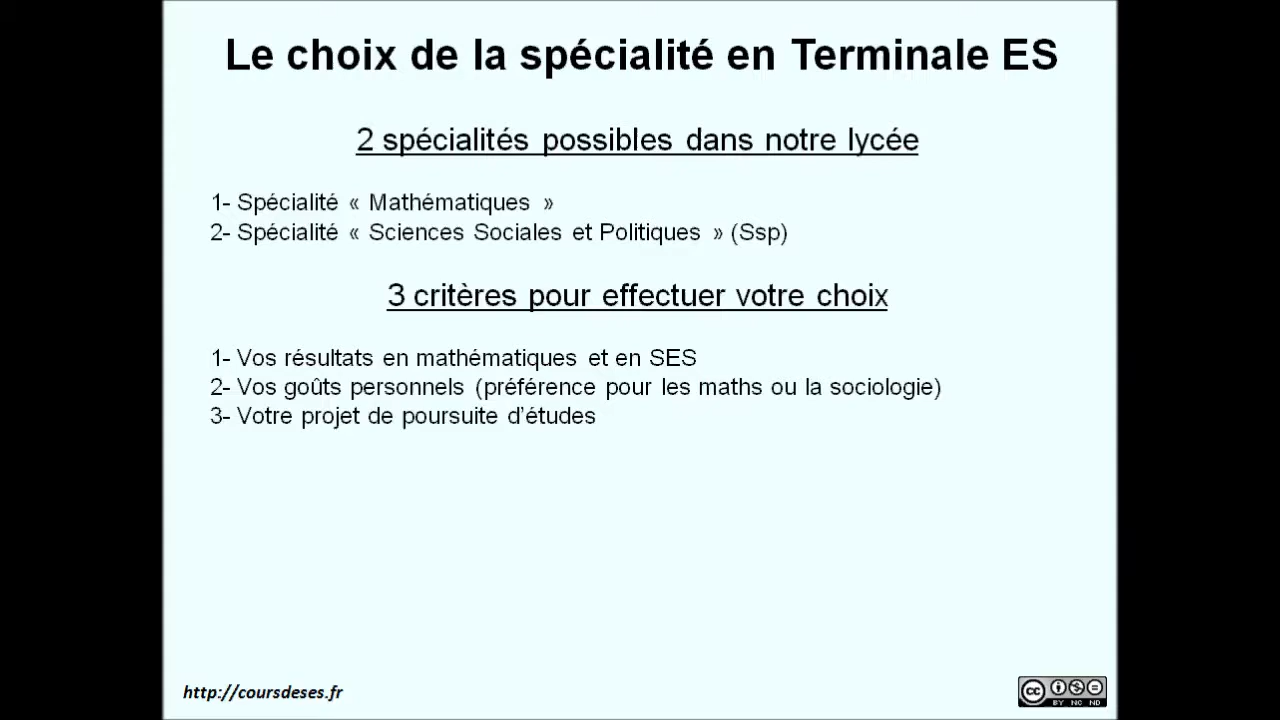 Le choix de la spécialité en Terminale ES
2 spécialités possibles dans notre lycée
1- Spécialité « Mathématiques »
2- Spécialité « Sciences Sociales et Politiques » (Ssp)
3 critères pour effectuer votre choix
1- Vos résultats en mathématiques et en SES
2- Vos goûts personnels (préférence pour les maths ou la sociologie)
3- Votre projet de poursuite d’études
http://coursdeses.fr
cc
BY NC ND